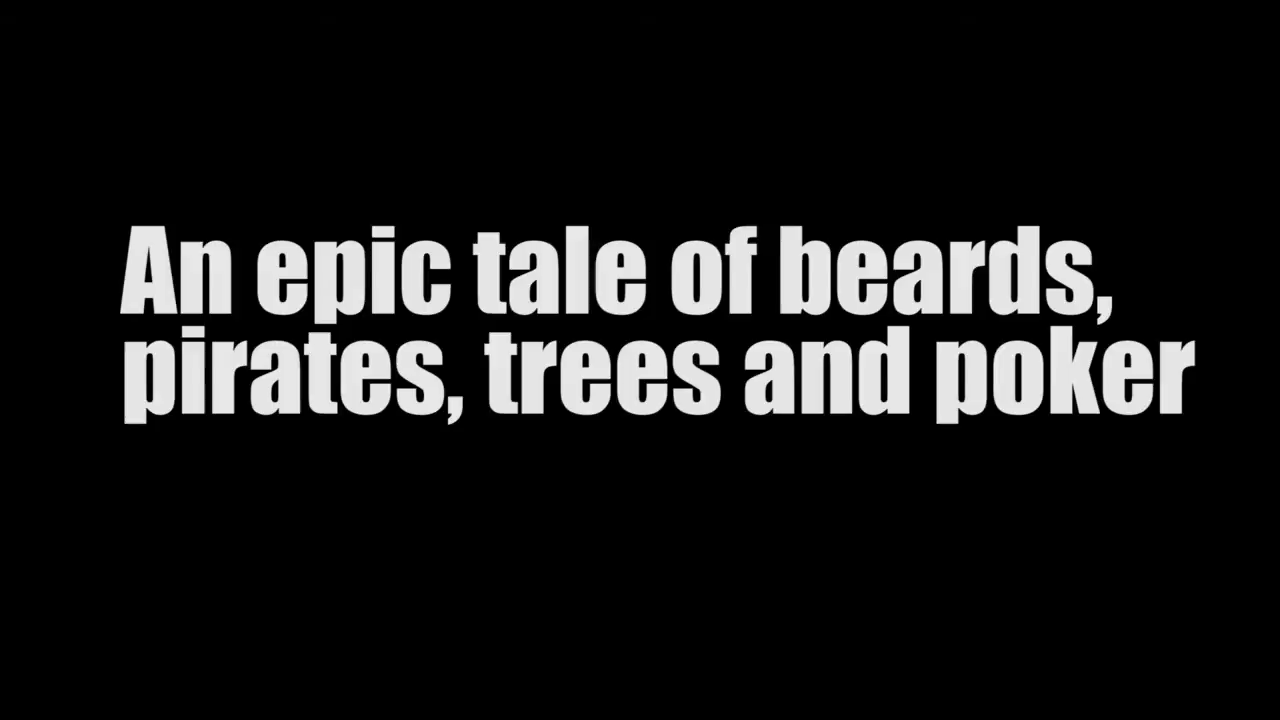 An epic tale of beards,
pirates, trees and poker